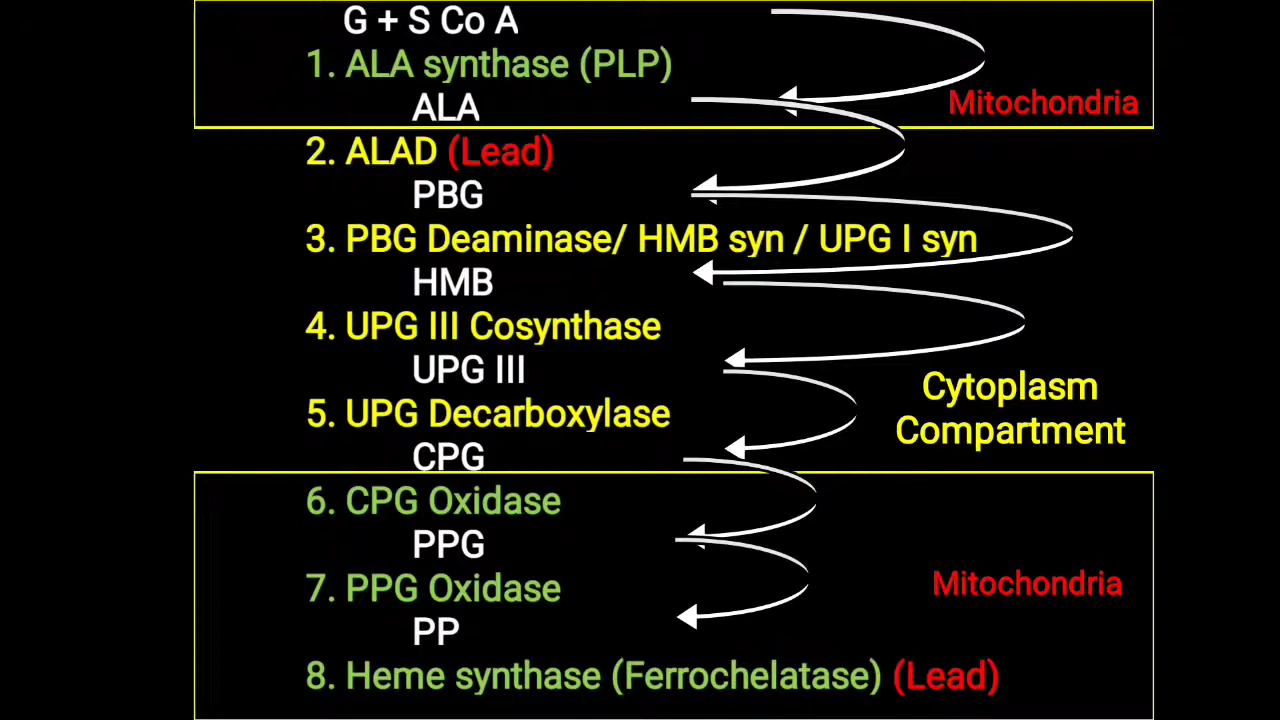 G + S Co A
1. ALA synthase (PLP)
ALA
Mitochondria
2. ALAD (Lead)
PBG
3. PBG Deaminase/ HMB syn / UPG I syn
HMB
4. UPG III Cosynthase
UPG III
Cytoplasm
Compartment
5. UPG Decarboxylase
CPG
6. CPG Oxidase
PPG
7. PPG Oxidase
Mitochondria
PP
8. Heme synthase (Ferrochelatase) (Lead)